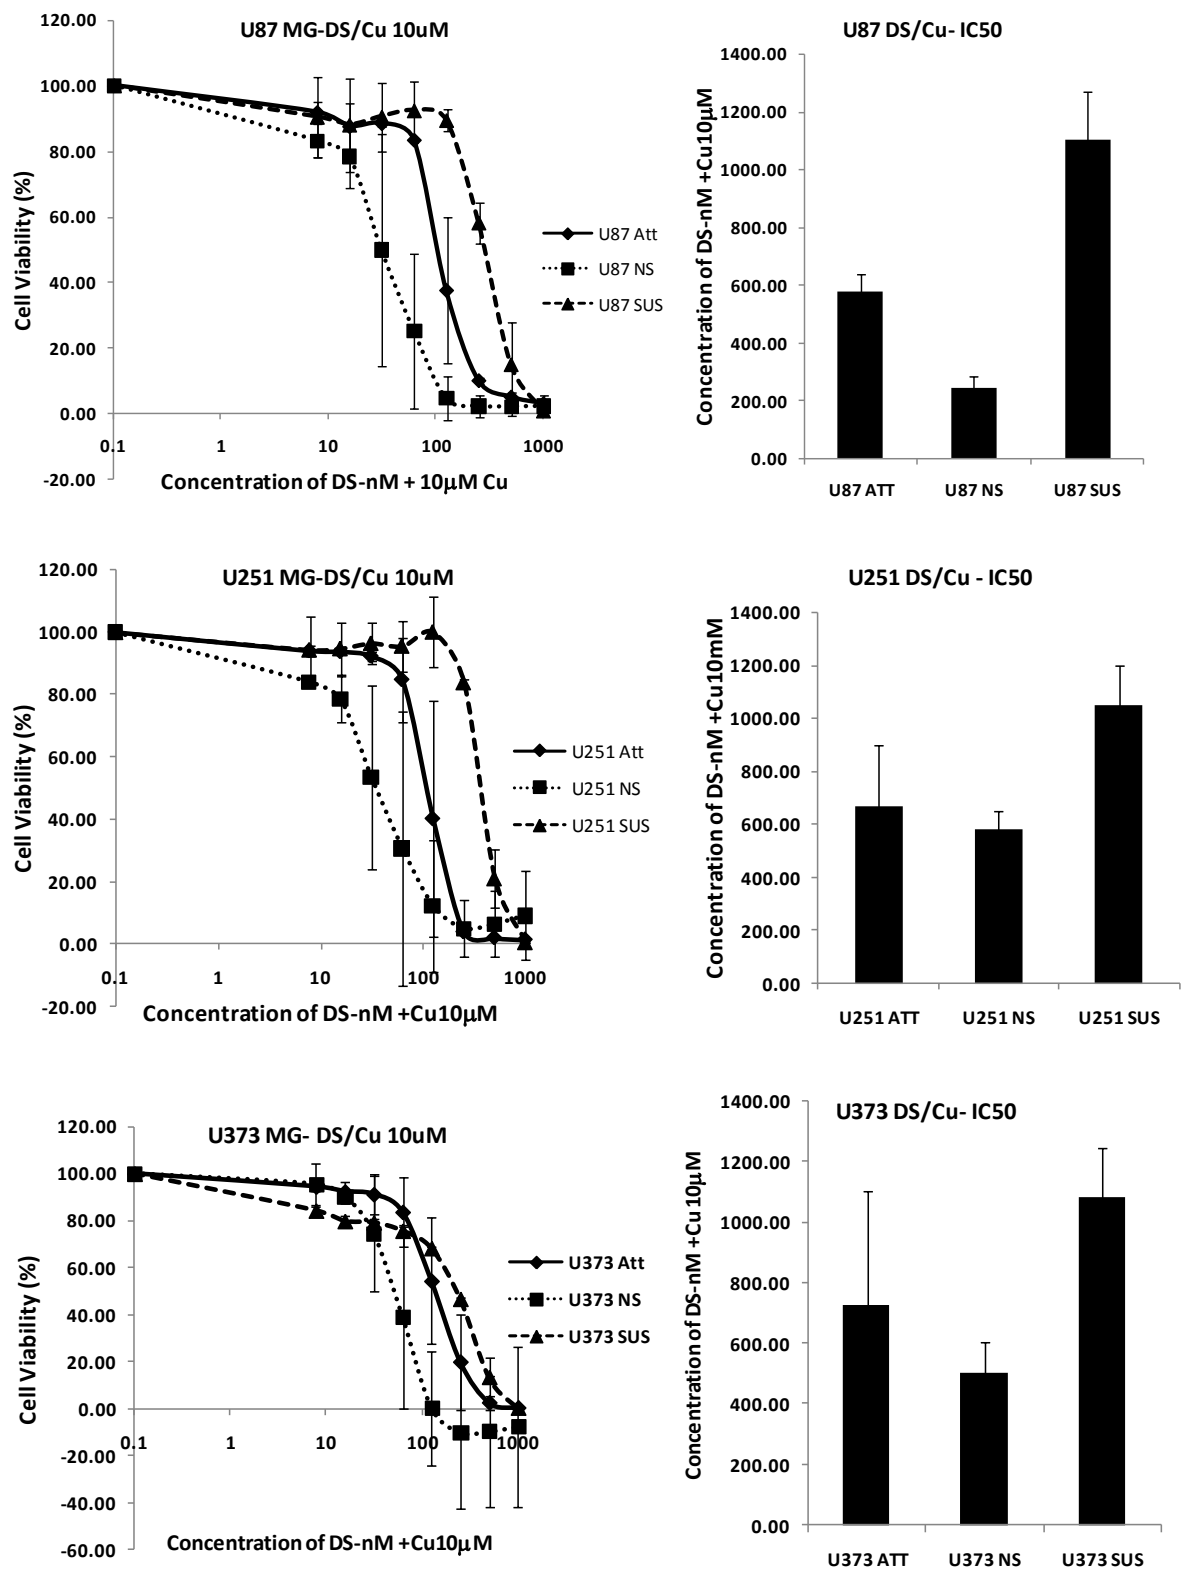 U87 MG-DS/Cu 10uM
120.00
100.00
80.00
60.00
40.00
20.00
0.00
-20.00
Cell Viability (%)
0.1 1 10 100 1000
Concentration of DS-nM + 10µM Cu
U87 Att
U87 NS
U87 SUS
U87 DS/Cu- IC50
1400.00
1200.00
1000.00
800.00
600.00
400.00
200.00
0.00
Concentration of DS-nM +Cu10µM
U87 ATT U87 NS U87 SUS
U251 MG-DS/Cu 10uM
120.00
100.00
80.00
60.00
40.00
20.00
0.00
-20.00
Cell Viability (%)
0.1 1 10 100 1000
Concentration of DS-nM +Cu10µM
U251 Att
U251 NS
U251 SUS
U251 DS/Cu - IC50
1400.00
1200.00
1000.00
800.00
600.00
400.00
200.00
0.00
Concentration of DS-nM +Cu10mM
U251 ATT U251 NS U251 SUS
U373 MG- DS/Cu 10uM
120.00
100.00
80.00
60.00
40.00
20.00
0.00
-20.00
-40.00
-60.00
Cell Viability (%)
0.1 1 10 100 1000
Concentration of DS-nM +Cu10µM
U373 Att
U373 NS
U373 SUS
U373 DS/Cu- IC50
1400.00
1200.00
1000.00
800.00
600.00
400.00
200.00
0.00
Concentration of DS-nM +Cu10µM
U373 ATT U373 NS U373 SUS